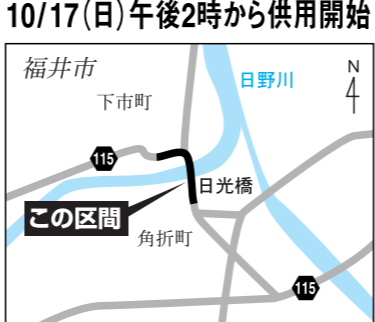 10/17(日)午後2時から供用開始
福井市
日野川
N
下市町
115
日光橋
この区間
角折町
115